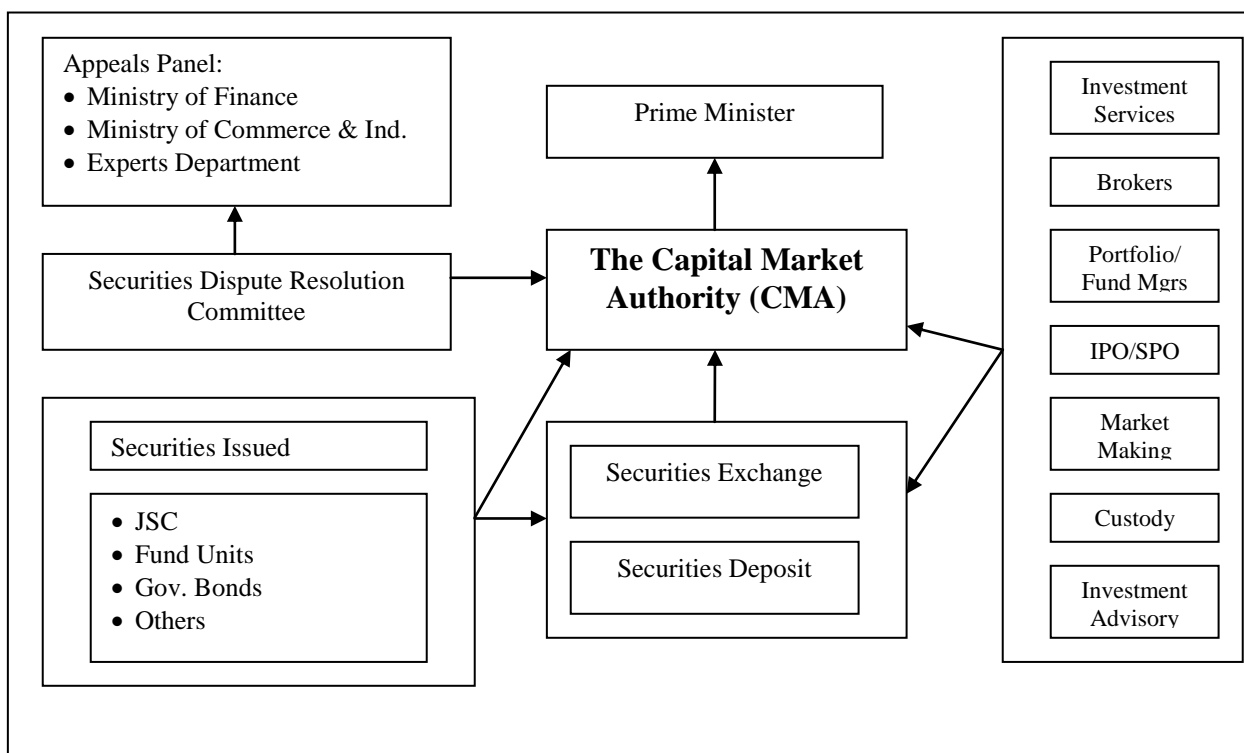 Appeals Panel:
• Ministry of Finance
• Ministry of Commerce & Ind.
• Experts Department
Securities Dispute Resolution
Committee
Securities Issued
• JSC
• Fund Units
• Gov. Bonds
• Others
Prime Minister
The Capital Market
Authority (CMA)
Securities Exchange
Securities Deposit
Investment
Services
Brokers
Portfolio/
Fund Mgrs
IPO/SPO
Market
Making
Custody
Investment
Advisory